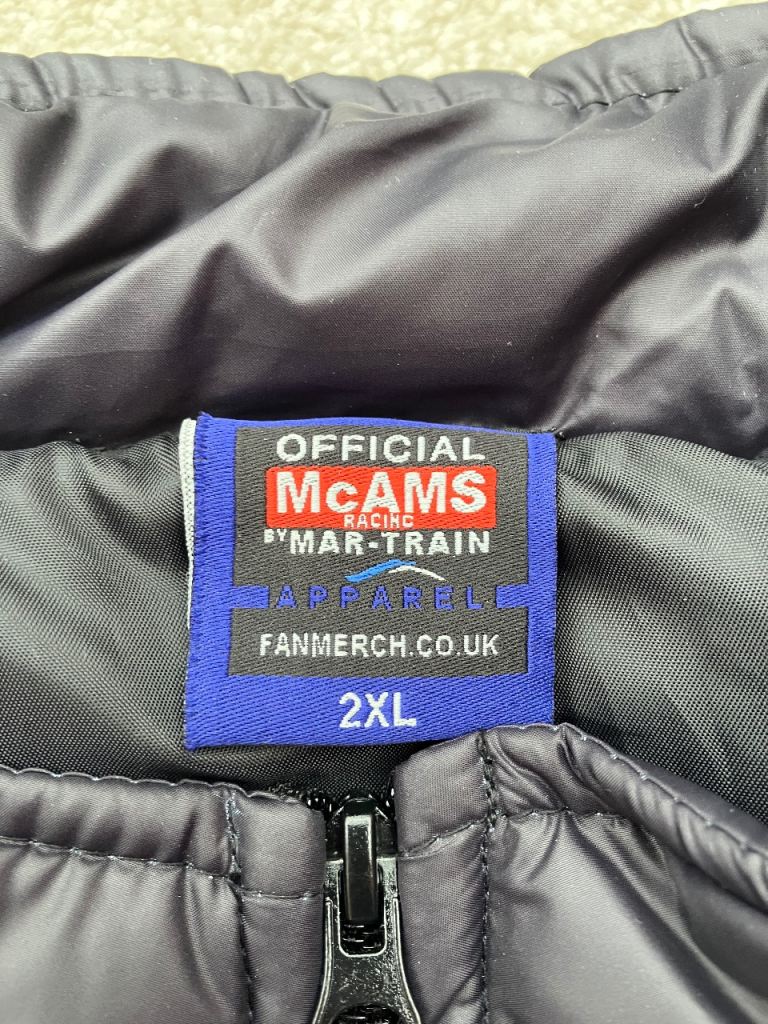 OFFICIAL
McAMS
RACING
BY MAR-TRAIN
APPAREL
FANMERCH.CO.UK
2XL